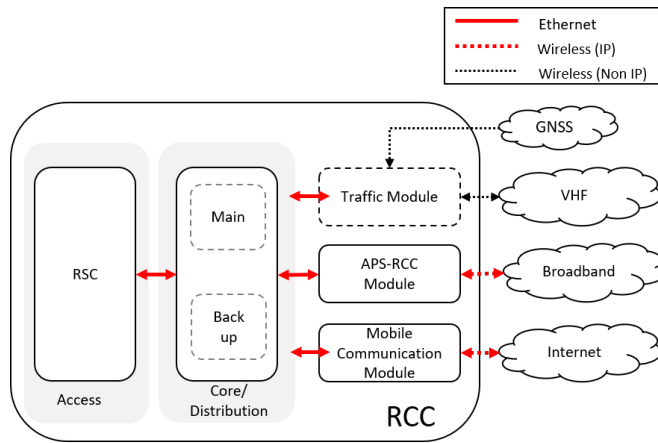 Ethernet
Wireless (IP)
Wireless (Non IP)
GNSS
Traffic Module
VHF
Main
RSC
APS-RCC
Module
Broadband
Back
up
Mobile
Communication
Module
Internet
Access
Core/
Distribution
RCC